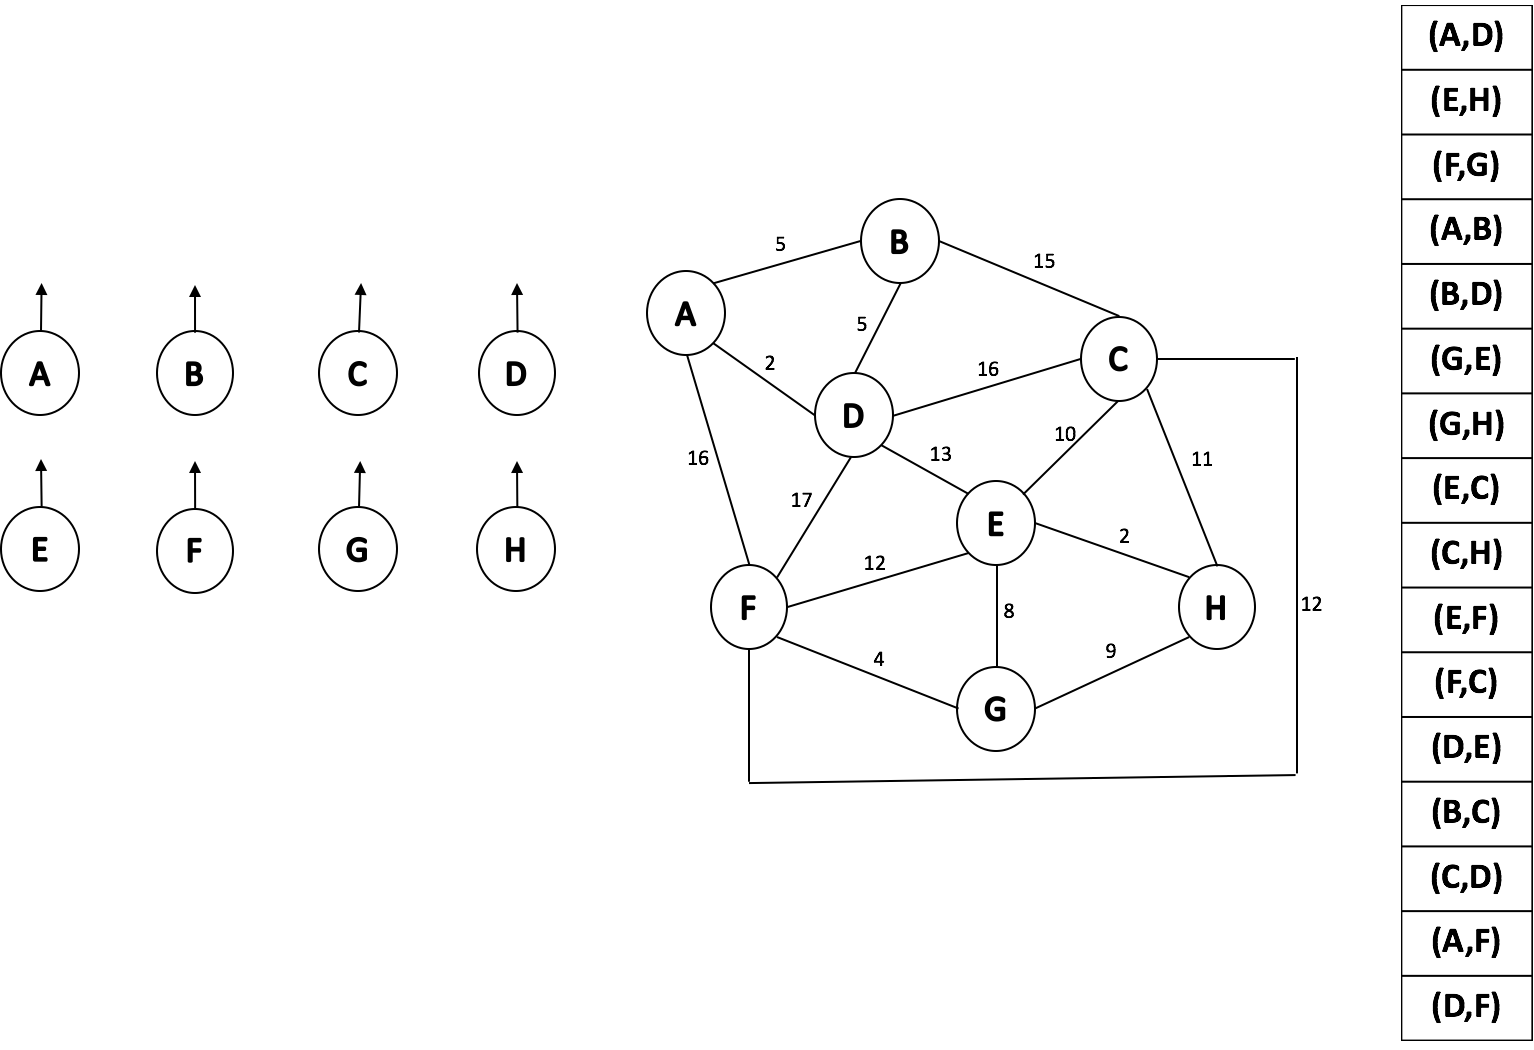 A
B
C
D
E
F
G
H
A
B
C
D
E
F
G
H
5
15
5
2
16
16
10
13
11
17
12
2
8
12
4
9
(A,D)
(E,H)
(F,G)
(A,B)
(B,D)
(G,E)
(G,H)
(E,C)
(C,H)
(E,F)
(F,C)
(D,E)
(B,C)
(C,D)
(A,F)
(D,F)